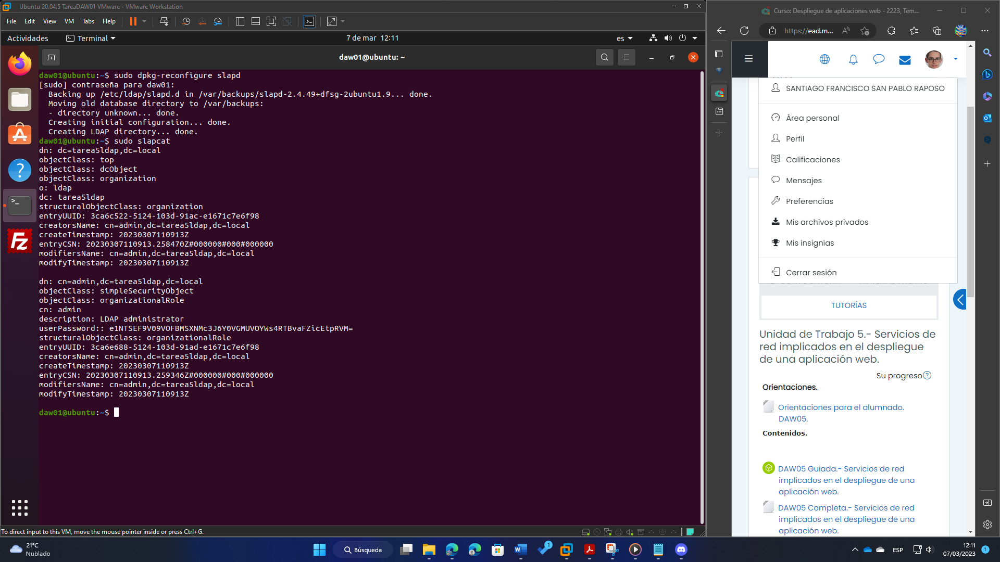 Ubuntu 20.04.5 TareaDAW01 VMware - VMware Workstation
File Edit View VM Tabs Help
Actividades
Terminal
7 de mar 12:11
es
daw01@ubuntu: ~
daw01@ubuntu:~$ sudo dpkg-reconfigure slapd
[sudo] contraseña para daw01:
Backing up /etc/ldap/slapd.d in /var/backups/slapd-2.4.49+dfsg-2ubuntu1.9... done.
Moving old database directory to /var/backups:
- directory unknown... done.
Creating initial configuration... done.
Creating LDAP directory... done.
daw01@ubuntu:~$ sudo slapcat
dn: dc=tarea5ldap,dc=local
objectClass: top
objectClass: dcObject
objectClass: organization
o: ldap
dc: tarea5ldap
structuralObjectClass: organization
entryUUID: 3ca6c522-5124-103d-91ac-e1671c7e6f98
creatorsName: cn=admin,dc=tarea5ldap,dc=local
createTimestamp: 20230307110913Z
entryCSN: 20230307110913.258470Z#000000#000#000000
modifiersName: cn=admin,dc=tarea5ldap,dc=local
modifyTimestamp: 20230307110913Z
dn: cn=admin,dc=tarea5ldap,dc=local
objectClass: simpleSecurityObject
objectClass: organizationalRole
cn: admin
description: LDAP administrator
userPassword:: e1NTSEF9V09VOFBMSXNMc3J6Y0VGMUVOYWs4RTBvaFZicEtpRVM=
structuralObjectClass: organizationalRole
entryUUID: 3ca6e688-5124-103d-91ad-e1671c7e6f98
creatorsName: cn=admin,dc=tarea5ldap,dc=local
createTimestamp: 20230307110913Z
entryCSN: 20230307110913.259346Z#000000#000#000000
modifiersName: cn=admin,dc=tarea5ldap,dc=local
modifyTimestamp: 20230307110913Z
daw01@ubuntu:~$
To direct input to this VM, move the mouse pointer inside or press Ctrl+G.
Curso: Despliegue de aplicaciones web - 2223, Tem...
https://ead.m...
SANTIAGO FRANCISCO SAN PABLO RAPOSO
Área personal
Perfil
Calificaciones
Mensajes
Preferencias
Mis archivos privados
Mis insignias
Cerrar sesión
TUTORÍAS
Unidad de Trabajo 5.- Servicios de
red implicados en el despliegue
de una aplicación web.
Su progreso
Orientaciones.
Orientaciones para el alumnado.
DAW05.
Contenidos.
DAW05 Guiada.- Servicios de red
implicados en el despliegue de una
aplicación web.
DAW05 Completa.- Servicios de red
implicados en el despliegue de una
aplicación web.
21°C
Nublado
Búsqueda
1
ESP
12:11
07/03/2023
1